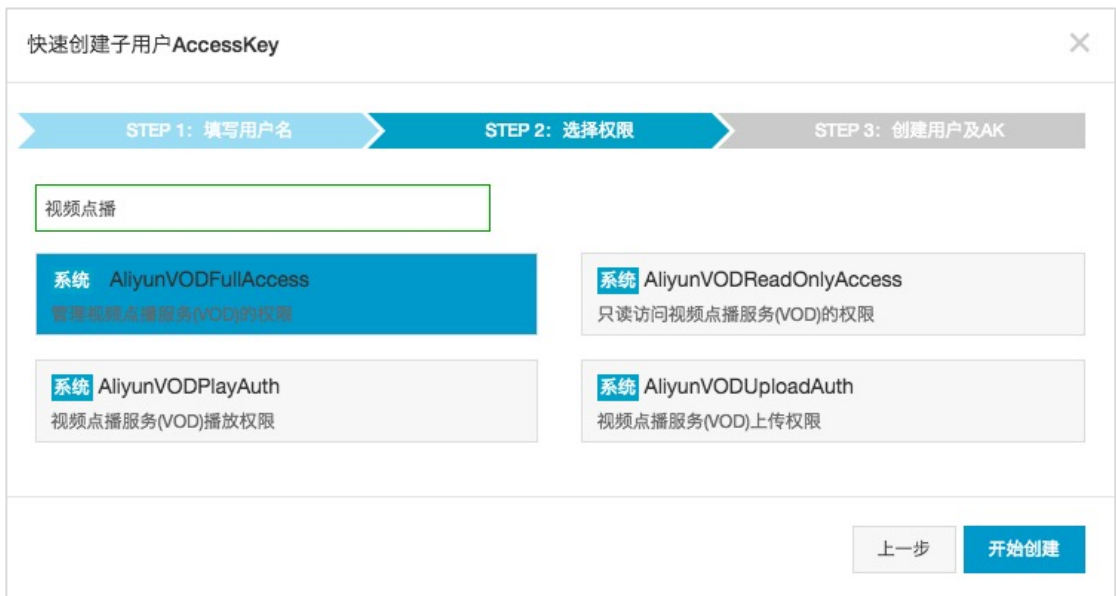 快速创建子用户AccessKey
STEP 1：填写用户名
STEP 2：选择权限
STEP 3：创建用户及AK
视频点播
系统 AliyunVODFullAccess
管理视频点播服务(VOD)的权限
系统 AliyunVODReadOnlyAccess
只读访问视频点播服务(VOD)的权限
系统 AliyunVODPlayAuth
视频点播服务(VOD)播放权限
系统 AliyunVODUploadAuth
视频点播服务(VOD)上传权限
上一步
开始创建